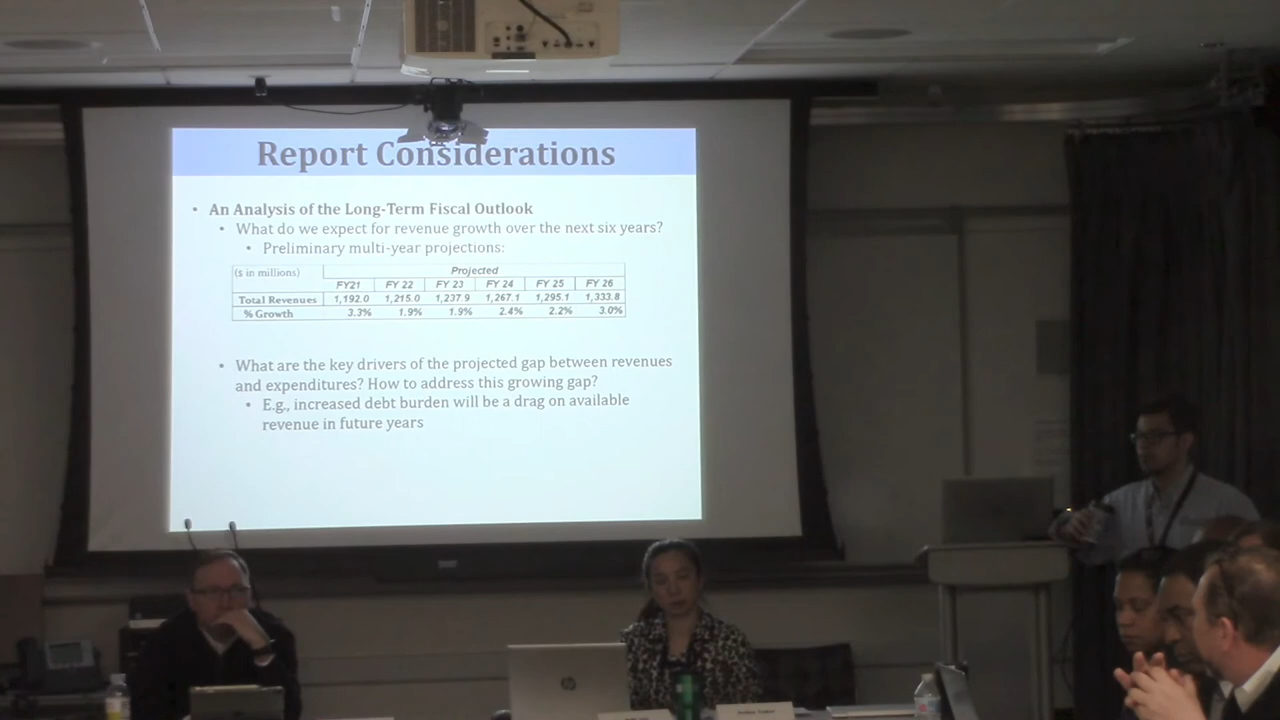 Report Considerations
• An Analysis of the Long-Term Fiscal Outlook
• What do we expect for revenue growth over the next six years?
• Preliminary multi-year projections:
($ in millions) Projected
FY21 FY 22 FY 23 FY 24 FY 25 FY 26
Total Revenues 1,192.0 1,215.0 1,237.9 1,267.1 1,295.1 1,333.8
% Growth 3.3% 1.9% 1.9% 2.4% 2.2% 3.0%
• What are the key drivers of the projected gap between revenues
and expenditures? How to address this growing gap?
• E.g., increased debt burden will be a drag on available
revenue in future years
hp